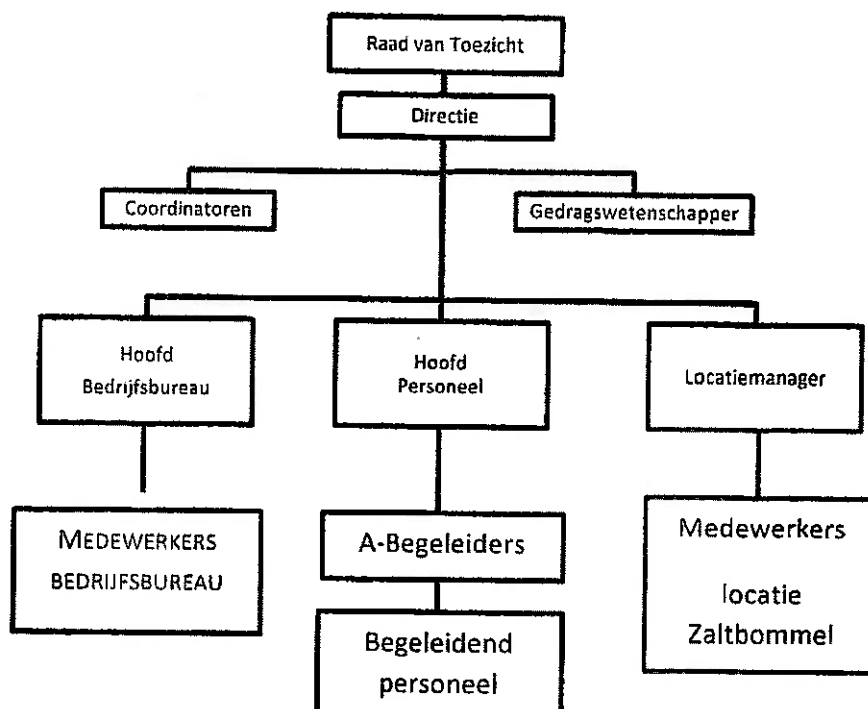 Raad van Toezicht
Directie
Coordinatoren
Gedragswetenschapper
Hoofd
Bedrijfsbureau
Hoofd
Personeel
Locatiemanager
MEDEWERKERS
BEDRIJFSBUREAU
A-Begeleiders
Begeleidend
personeel
Medewerkers
locatie
Zaltbommel